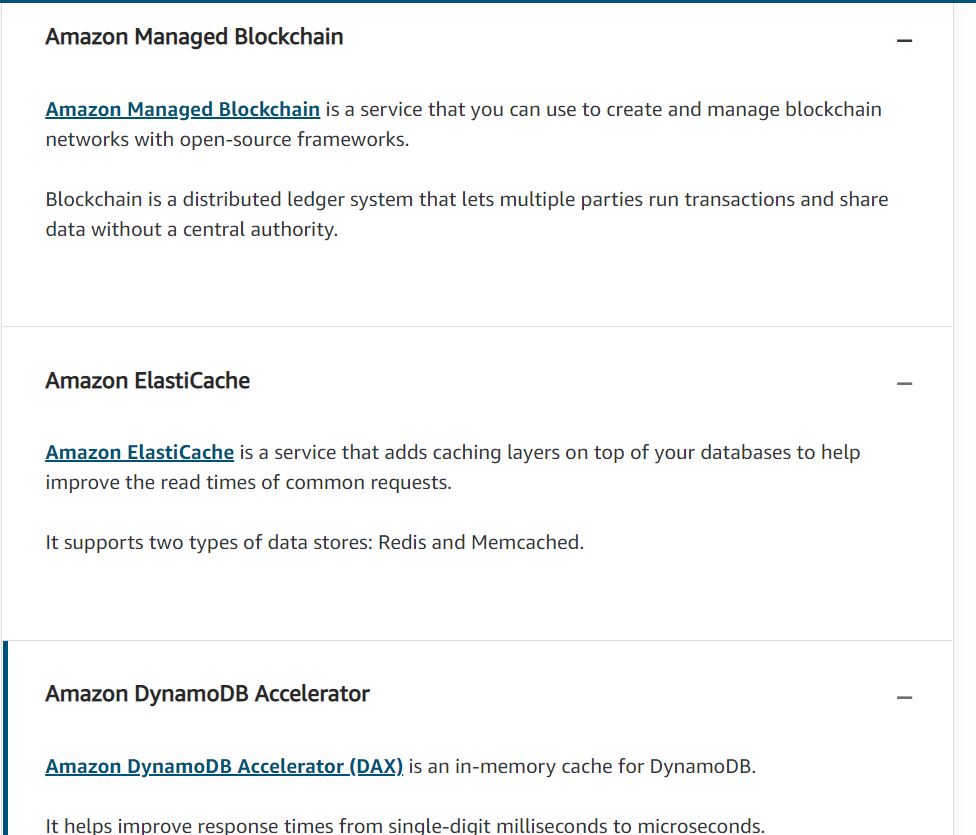 Amazon Managed Blockchain
Amazon Managed Blockchain is a service that you can use to create and manage blockchain
networks with open-source frameworks.
Blockchain is a distributed ledger system that lets multiple parties run transactions and share
data without a central authority.
Amazon ElastiCache
Amazon ElastiCache is a service that adds caching layers on top of your databases to help
improve the read times of common requests.
It supports two types of data stores: Redis and Memcached.
Amazon DynamoDB Accelerator
Amazon DynamoDB Accelerator (DAX) is an in-memory cache for DynamoDB.
It helps improve response times from single-digit milliseconds to microseconds.